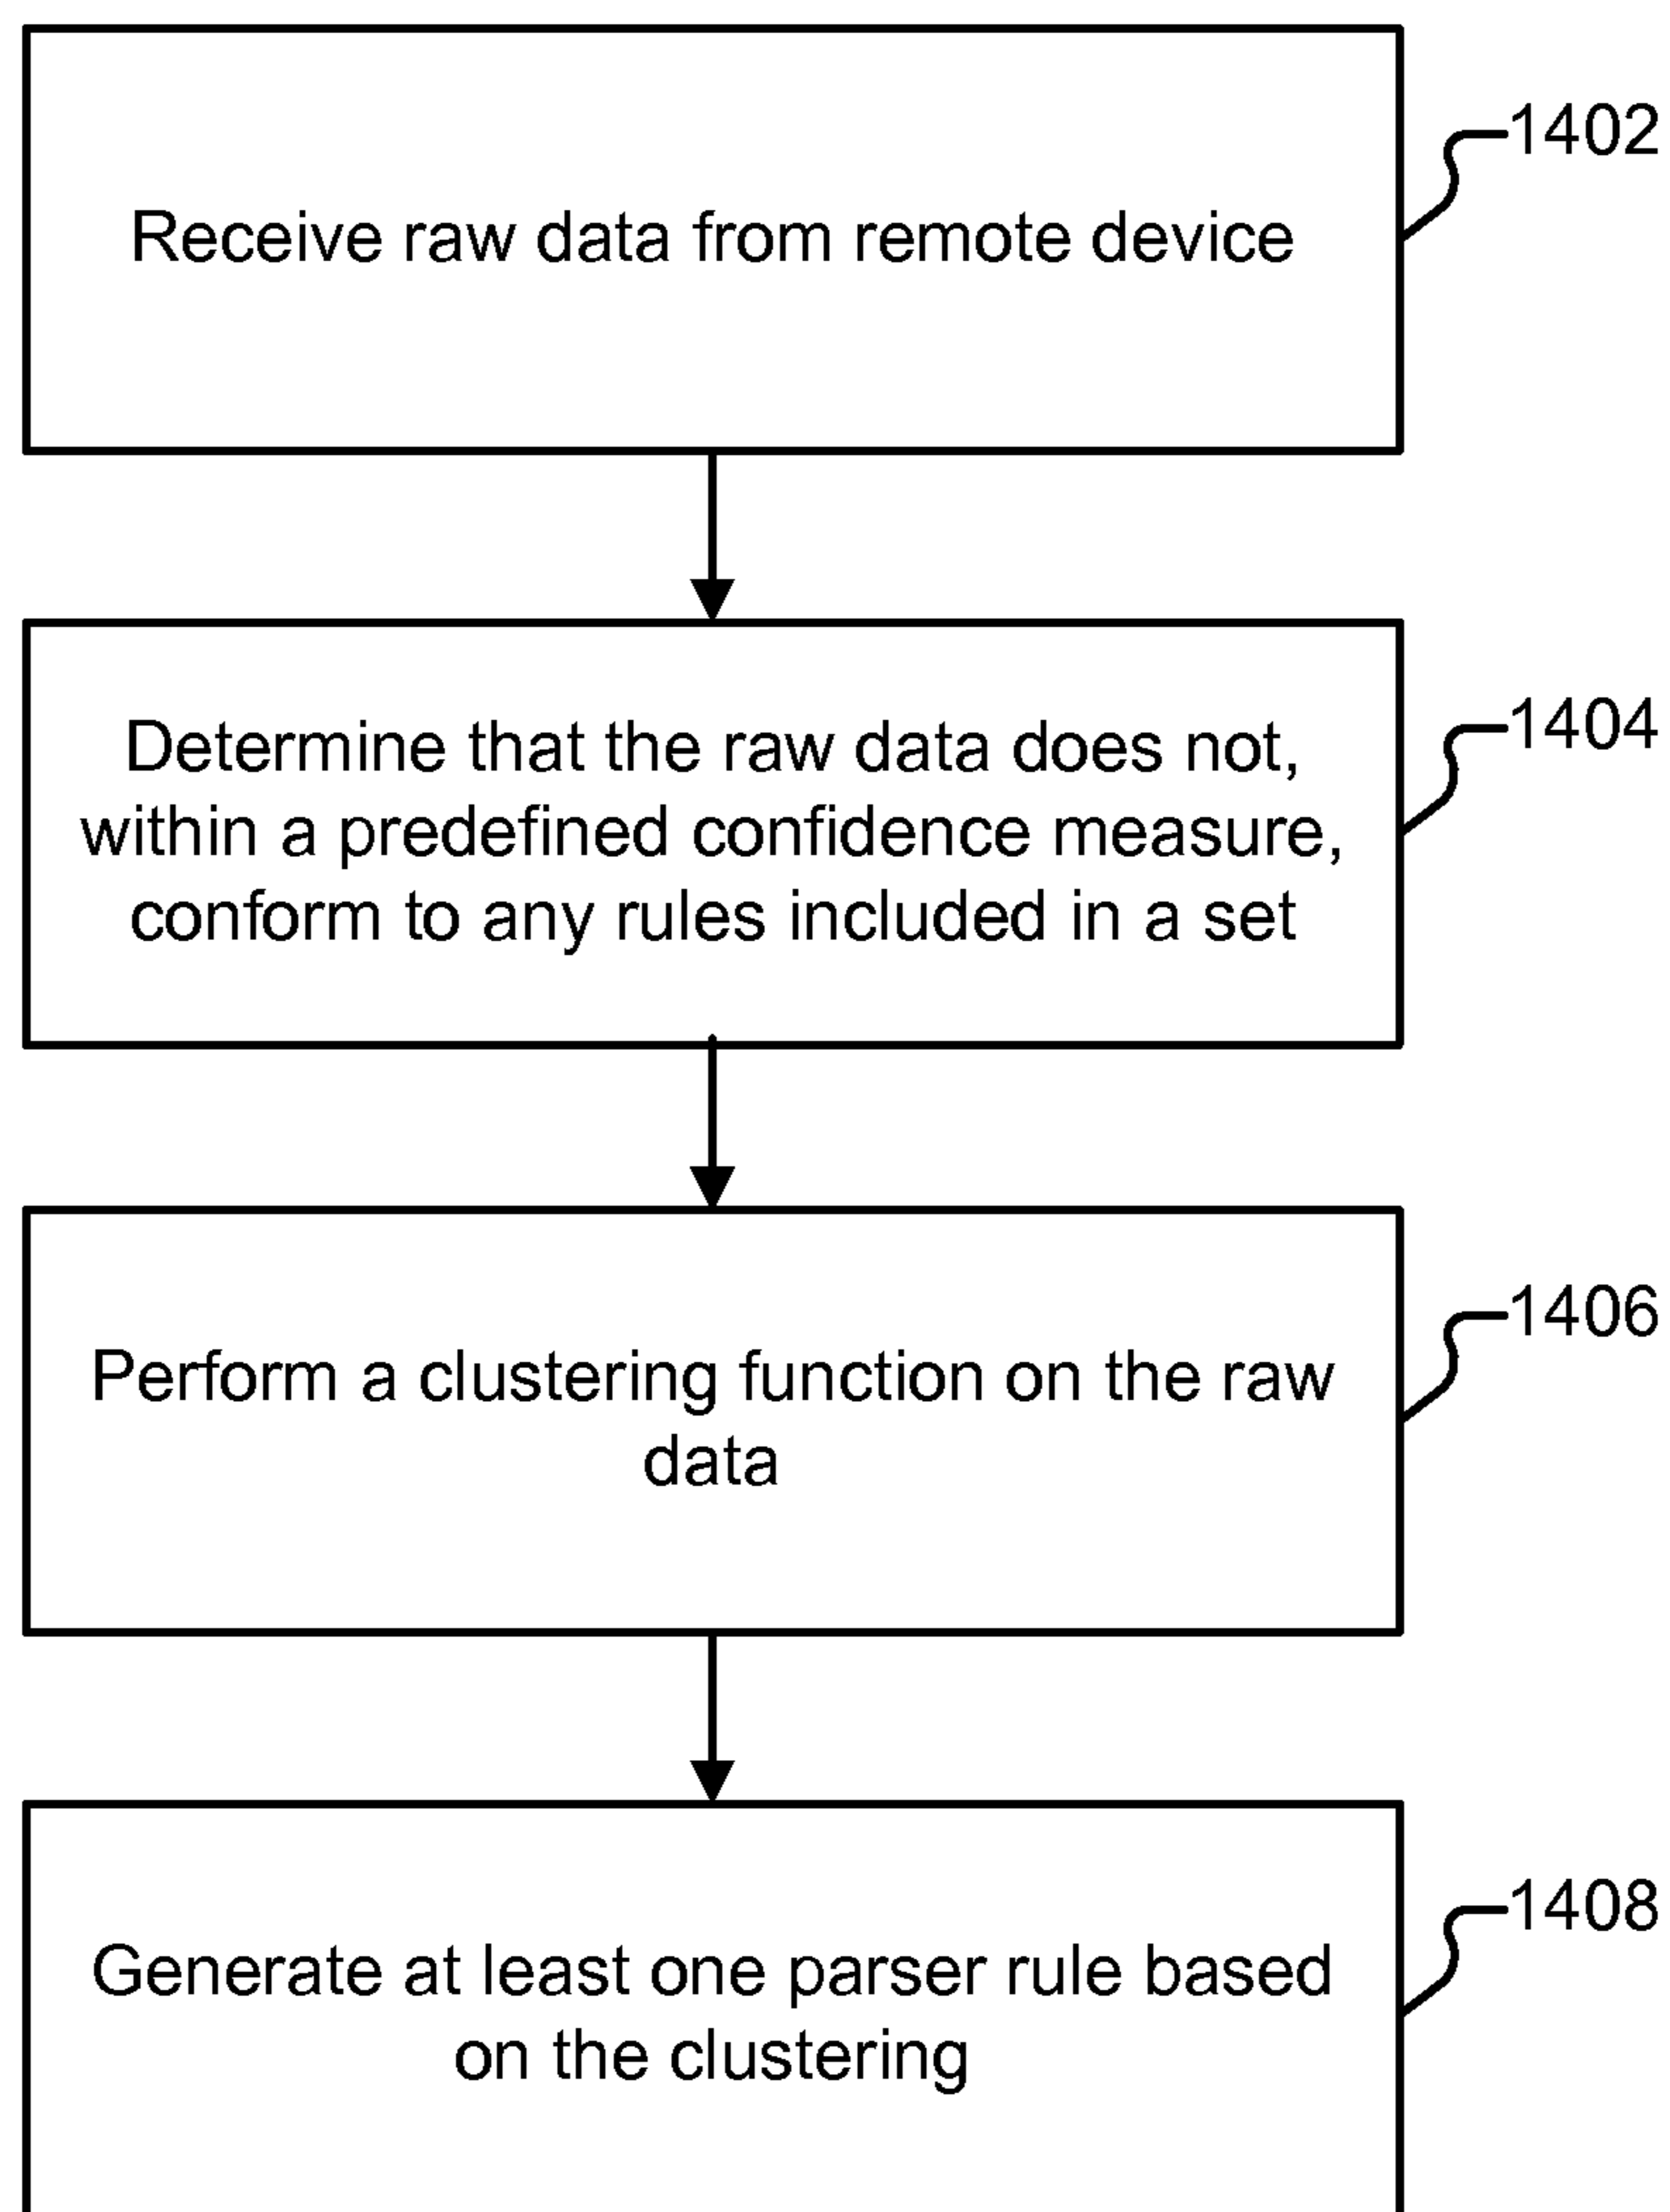 1402
Receive raw data from remote device
1404
Determine that the raw data does not,
within a predefined confidence measure,
conform to any rules included in a set
1406
Perform a clustering function on the raw
data
1408
Generate at least one parser rule based
on the clustering